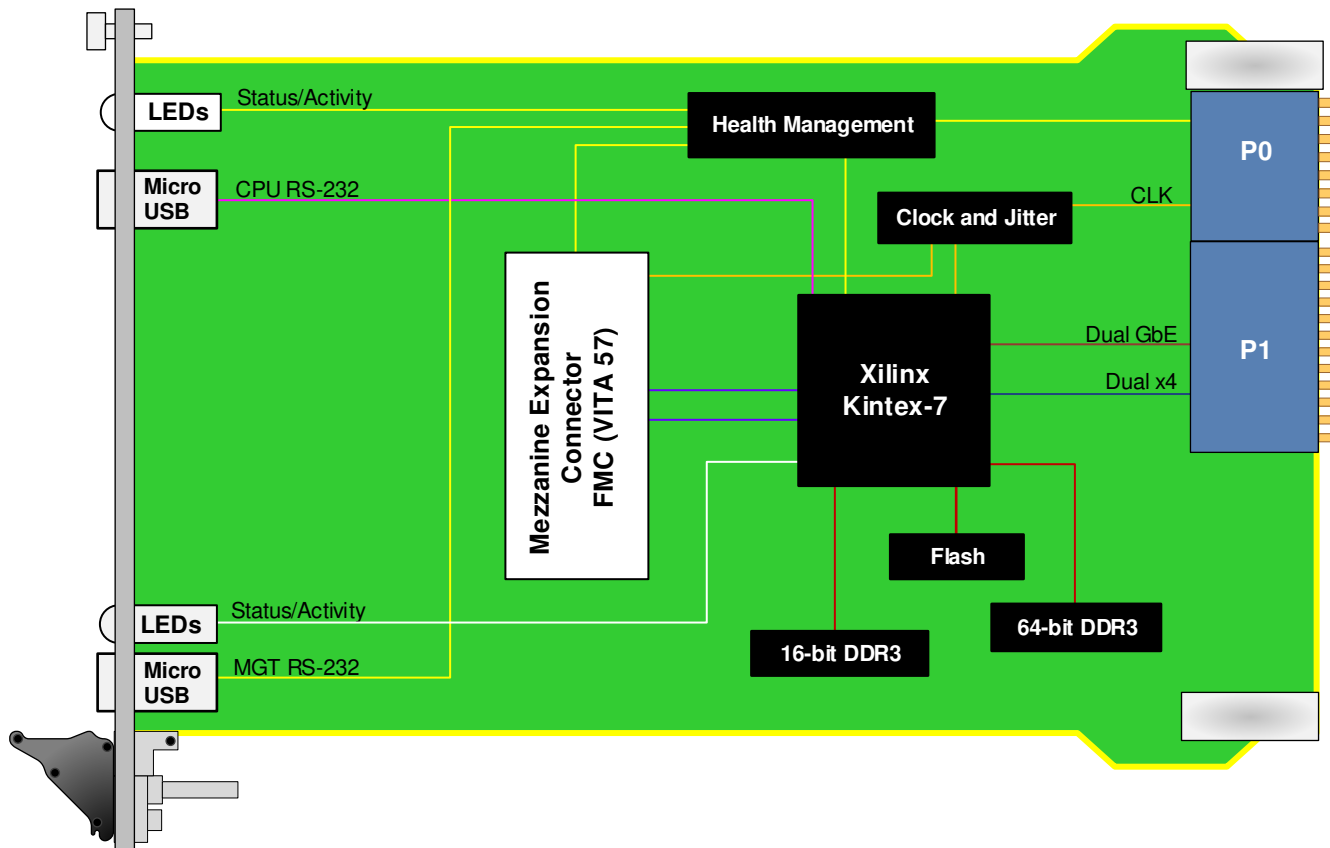 LEDs
Status/Activity
Health Management
P0
Micro
USB
CPU RS-232
CLK
Clock and Jitter
Mezzanine Expansion
Connector
FMC (VITA 57)
Xilinx
Kintex-7
Dual GbE
P1
Dual x4
Flash
LEDs
Status/Activity
64-bit DDR3
16-bit DDR3
Micro
USB
MGT RS-232